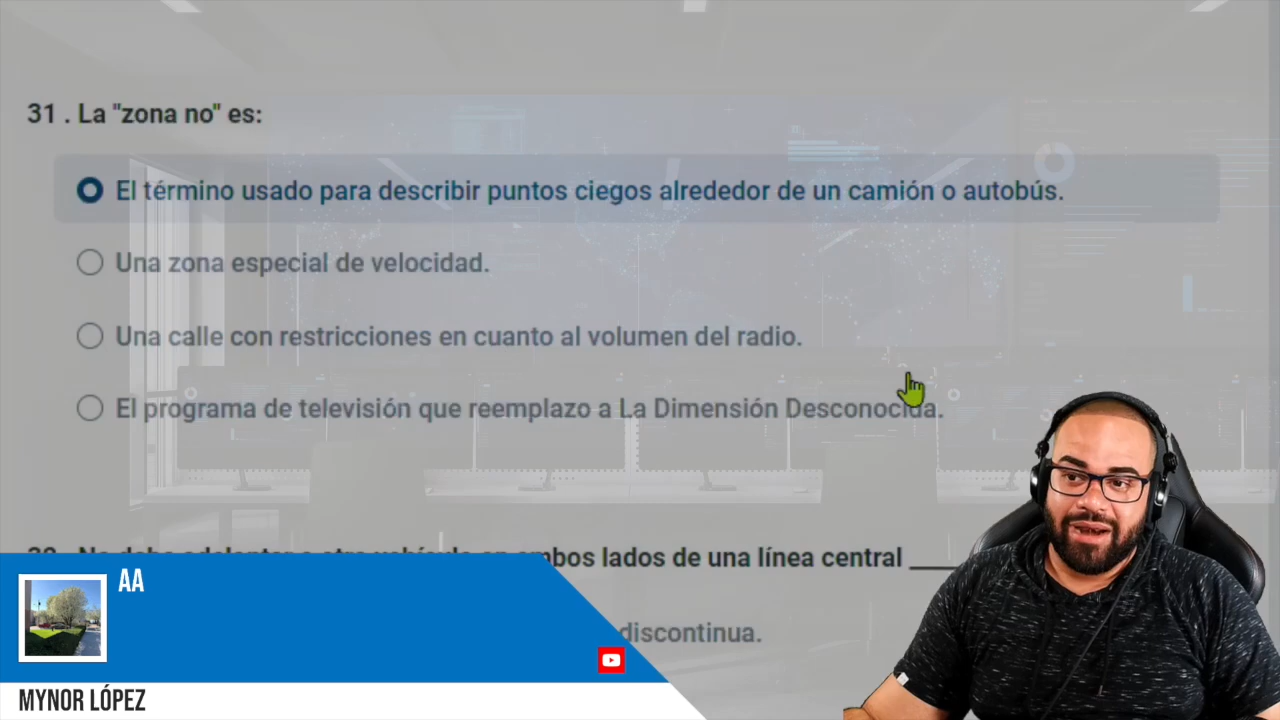 31 . La "zona no" es:
El término usado para describir puntos ciegos alrededor de un camión o autobús.
Una zona especial de velocidad.
Una calle con restricciones en cuanto al volumen del radio.
El programa de televisión que reemplazo a La Dimensión Desconocida.
ambos lados de una línea central ____
discontinua.
AA
MYNOR LÓPEZ